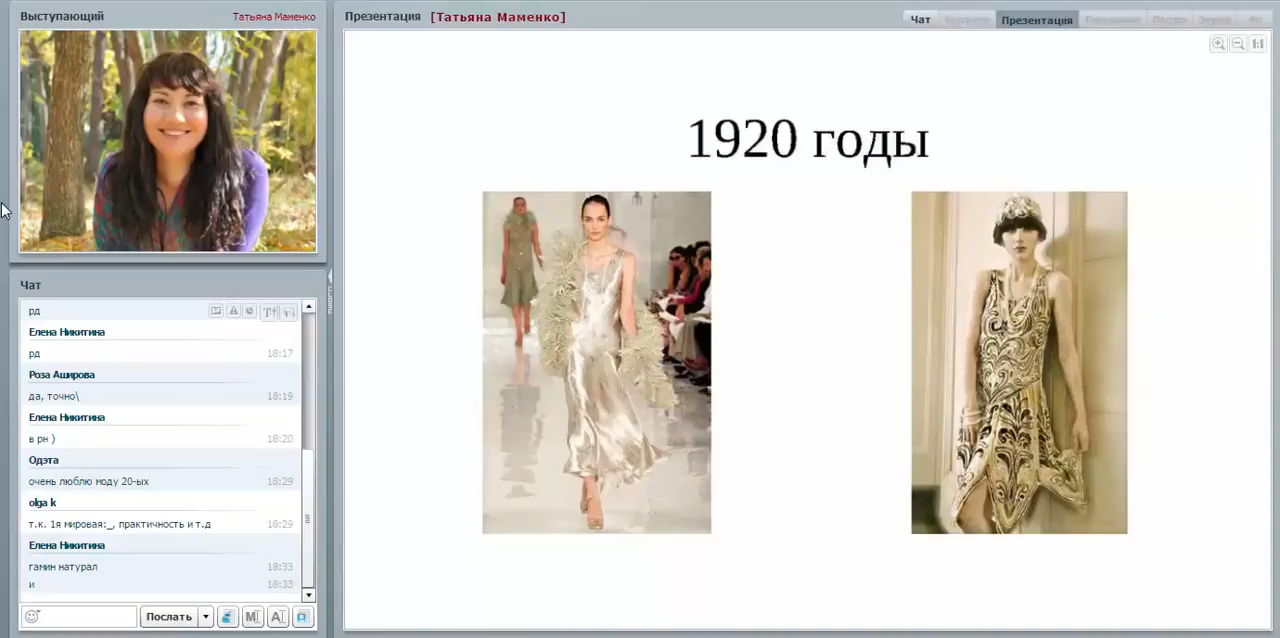 Выступающий
Татьяна Маменко
Чат
рд
Елена Никитина
рд 18:17
Роза Аширова
да, точно\ 18:19
Елена Никитина
в рн ) 18:20
Одэта
очень люблю моду 20-ых 18:29
olga k
т.к. 1я мировая:_, практичность и т.д 18:29
Елена Никитина
гамин натурал 18:33
и 18:33
Послать
Презентация [Татьяна Маменко]
Чат
Презентация
1:1
1920 годы